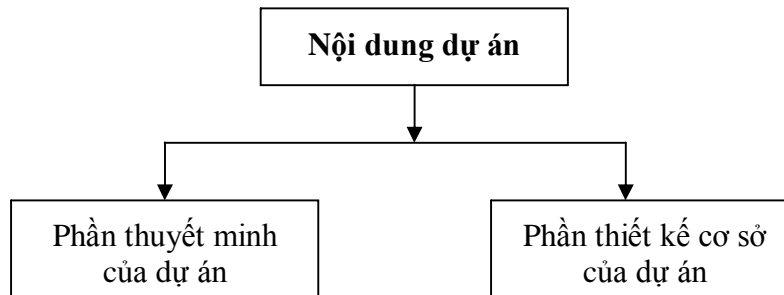 Nội dung dự án
Phần thuyết minh
của dự án
Phần thiết kế cơ sở
của dự án